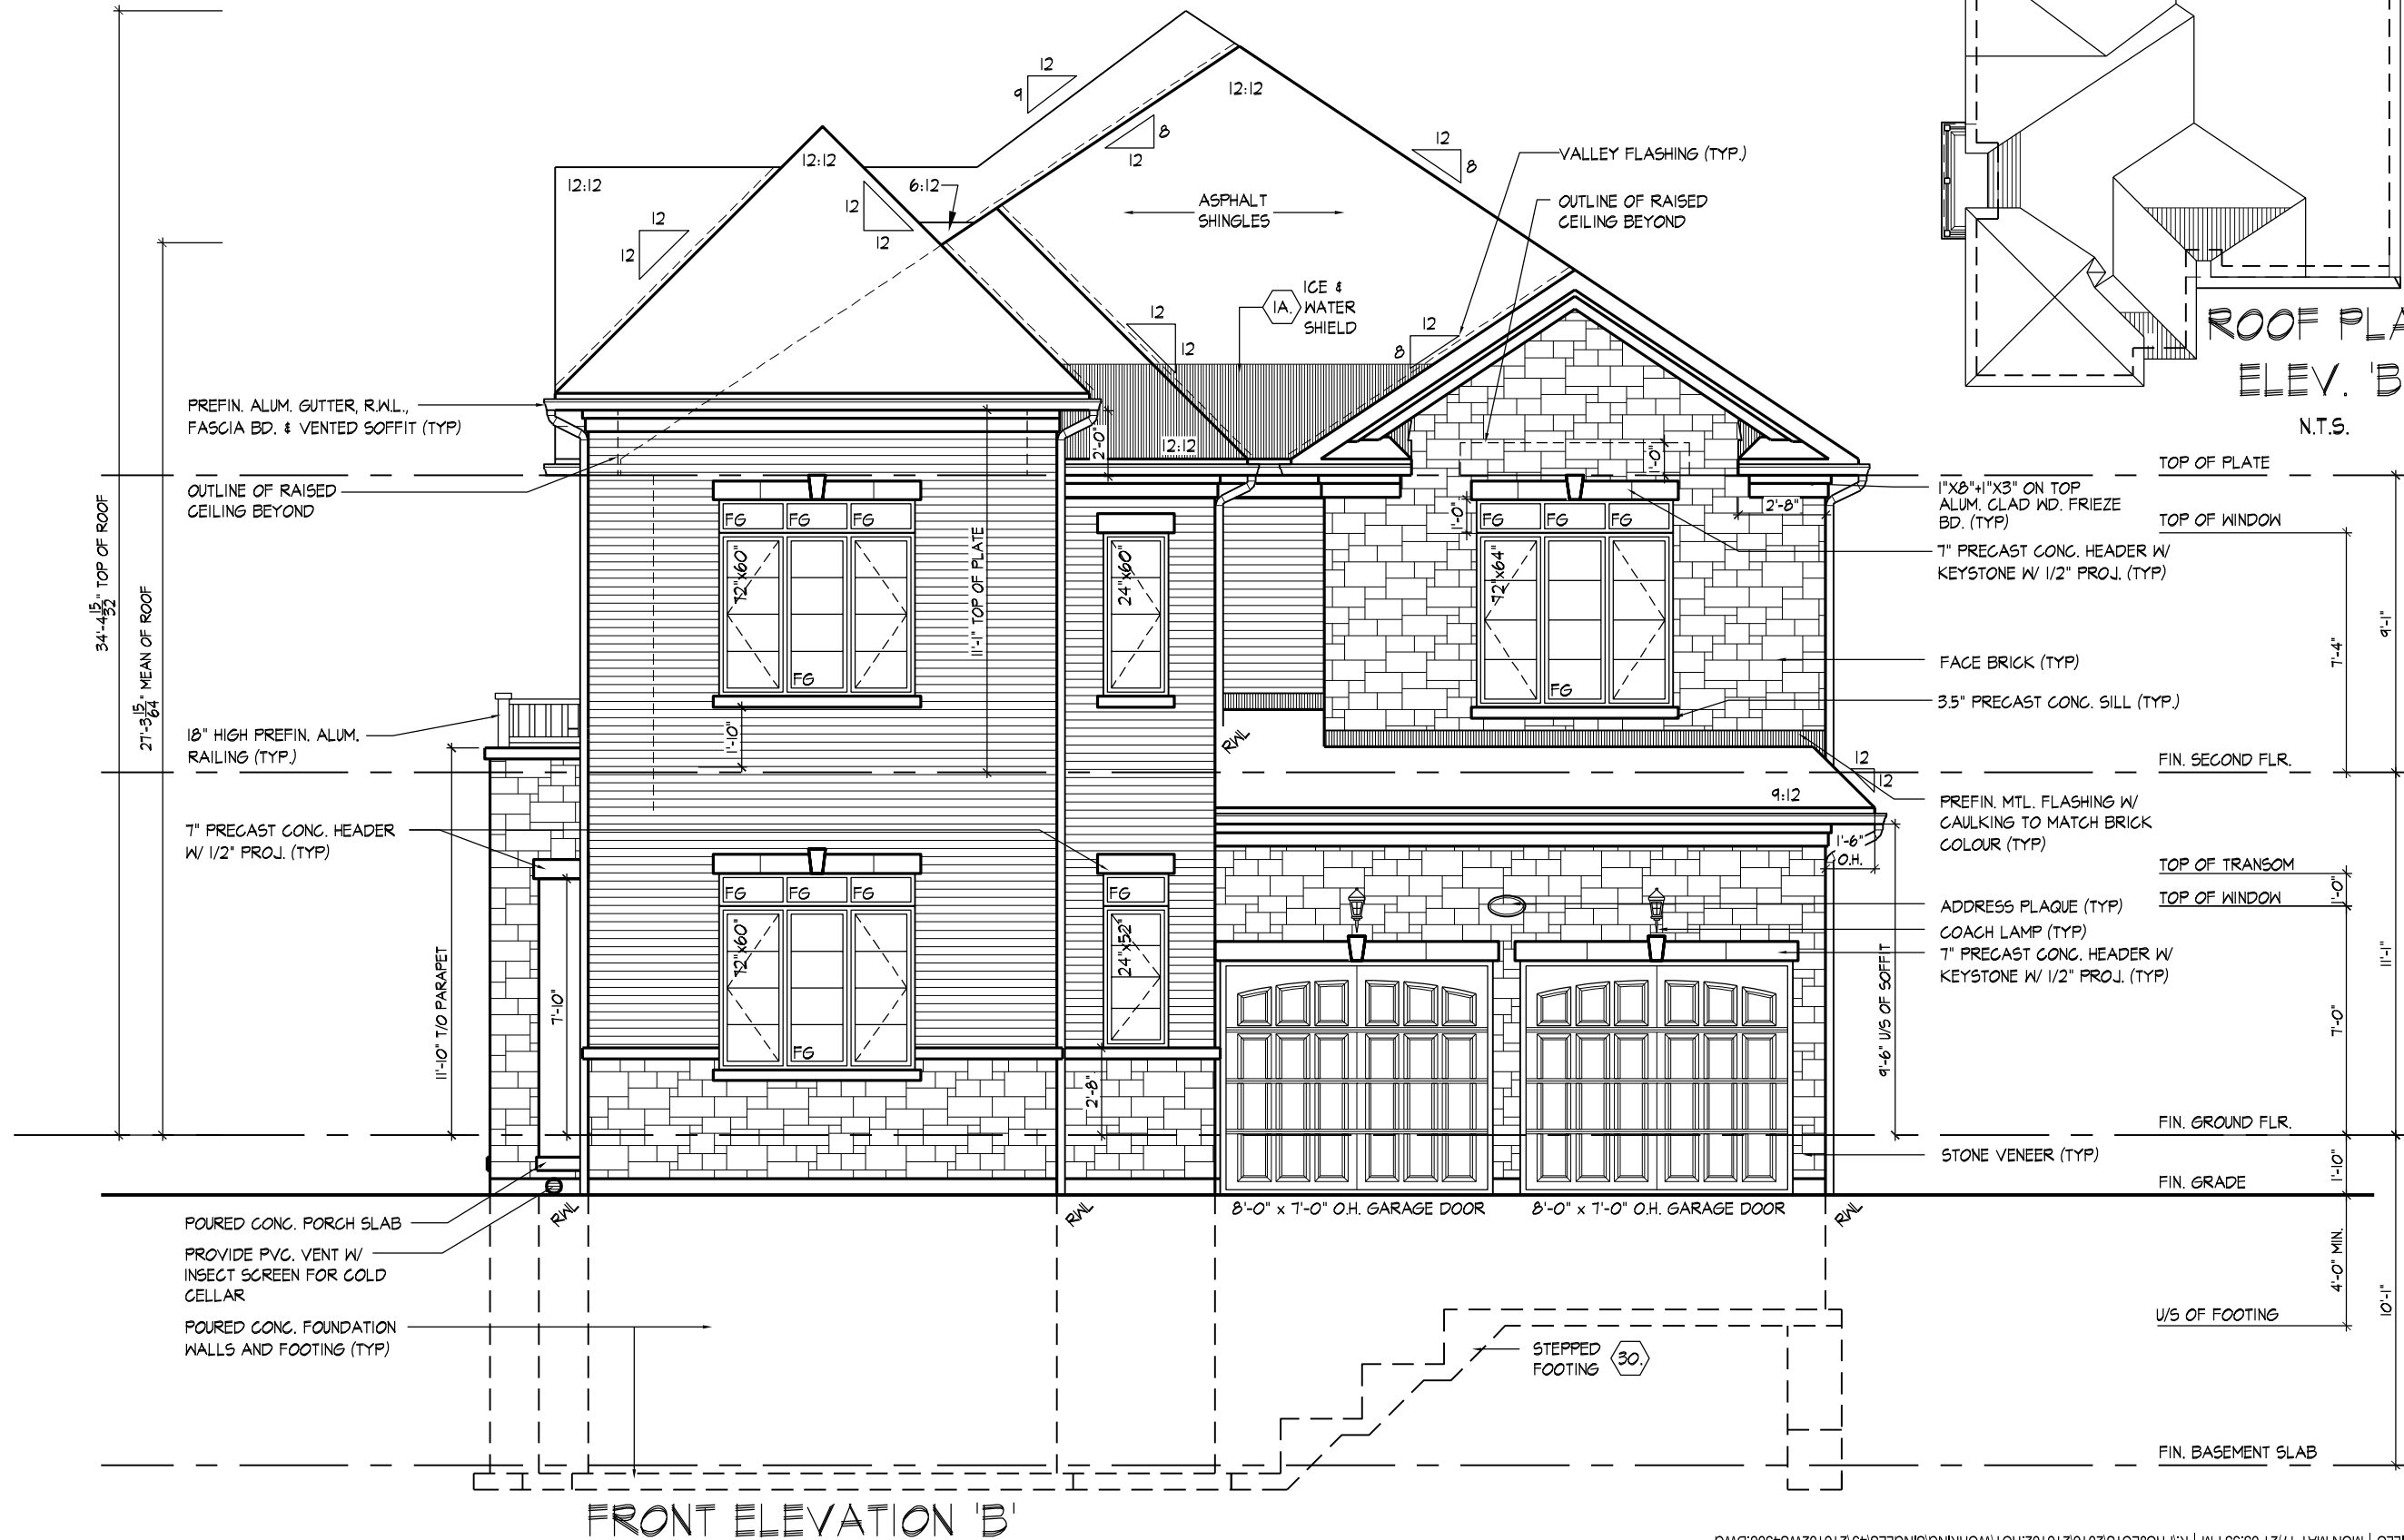 12
9
12:12
8
12
12
8
VALLEY FLASHING (TYP.)
OUTLINE OF RAISED
CEILING BEYOND
12:12
12:12
6:12
12
12
12
12
ASPHALT
SHINGLES
1A.
ICE &
WATER
SHIELD
12
12
12
8
ROOF PLA
ELEV. 'B
N.T.S.
PREFIN. ALUM. GUTTER, R.W.L.,
FASCIA BD. & VENTED SOFFIT (TYP)
OUTLINE OF RAISED
CEILING BEYOND
34'-4 15/32" TOP OF ROOF
27'-3 15/64" MEAN OF ROOF
18" HIGH PREFIN. ALUM.
RAILING (TYP.)
7" PRECAST CONC. HEADER
W/ 1/2" PROJ. (TYP)
11'-10" T/O PARAPET
7'-10"
POURED CONC. PORCH SLAB
PROVIDE PVC. VENT W/
INSECT SCREEN FOR COLD
CELLAR
POURED CONC. FOUNDATION
WALLS AND FOOTING (TYP)
2'-0"
12:12
1'-0"
FG FG FG
72"x60"
FG
1'-10"
11'-1" TOP OF PLATE
24"x60"
1'-0"
FG FG FG
72"x64"
FG
2'-8"
RWL
9:12
12
12
1'-6"
O.H.
FG FG FG
72"x60"
FG
FG
24"x52"
2'-8"
9'-6" U/S OF SOFFIT
RWL
RWL
8'-0" x 7'-0" O.H. GARAGE DOOR
8'-0" x 7'-0" O.H. GARAGE DOOR
RWL
STEPPED
FOOTING
30.
TOP OF PLATE
1"X8"+1"X3" ON TOP
ALUM. CLAD WD. FRIEZE
BD. (TYP)
TOP OF WINDOW
7" PRECAST CONC. HEADER W/
KEYSTONE W/ 1/2" PROJ. (TYP)
FACE BRICK (TYP)
3.5" PRECAST CONC. SILL (TYP.)
7'-4"
9'-1"
FIN. SECOND FLR.
PREFIN. MTL. FLASHING W/
CAULKING TO MATCH BRICK
COLOUR (TYP)
TOP OF TRANSOM
TOP OF WINDOW
1'-0"
ADDRESS PLAQUE (TYP)
COACH LAMP (TYP)
7" PRECAST CONC. HEADER W/
KEYSTONE W/ 1/2" PROJ. (TYP)
11'-1"
7'-0"
FIN. GROUND FLR.
STONE VENEER (TYP)
1'-10"
FIN. GRADE
4'-0" MIN.
10'-1"
U/S OF FOOTING
FIN. BASEMENT SLAB
FRONT ELEVATION 'B'